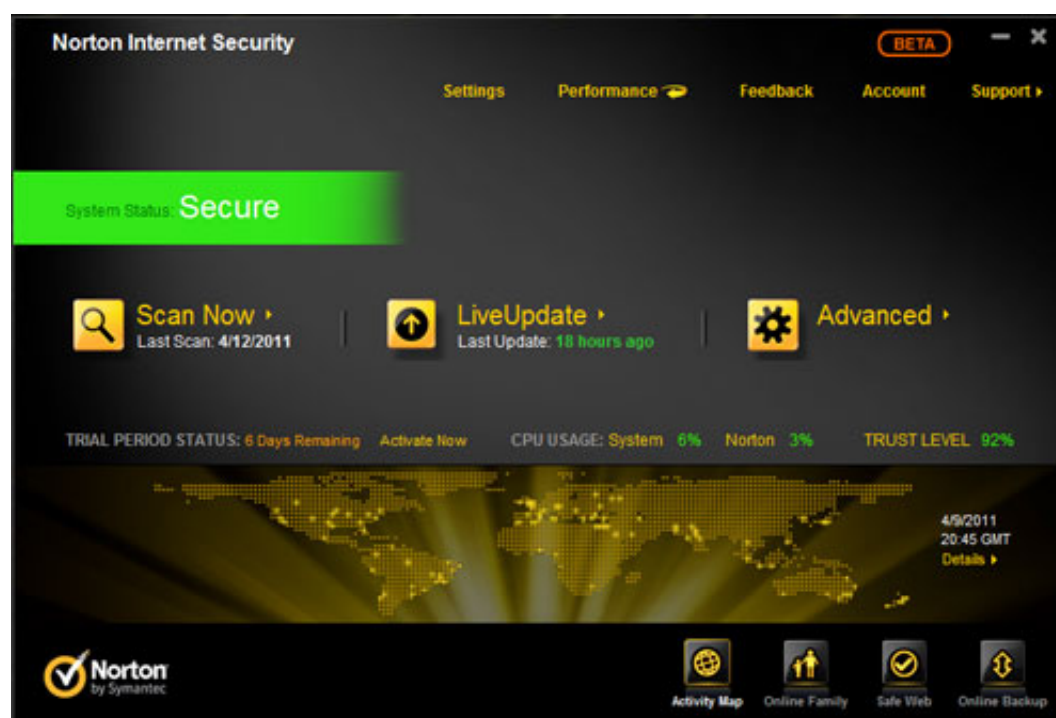 Norton Internet Security
BETA
Settings Performance Feedback Account Support
System Status: Secure
Scan Now
Last Scan: 4/12/2011
LiveUpdate
Last Update: 18 hours ago
Advanced
TRIAL PERIOD STATUS: 6 Days Remaining Activate Now CPU USAGE: System 6% Norton 3% TRUST LEVEL 92%
4/9/2011
20:45 GMT
Details
Norton
by Symantec
Activity Map Online Family Safe Web Online Backup